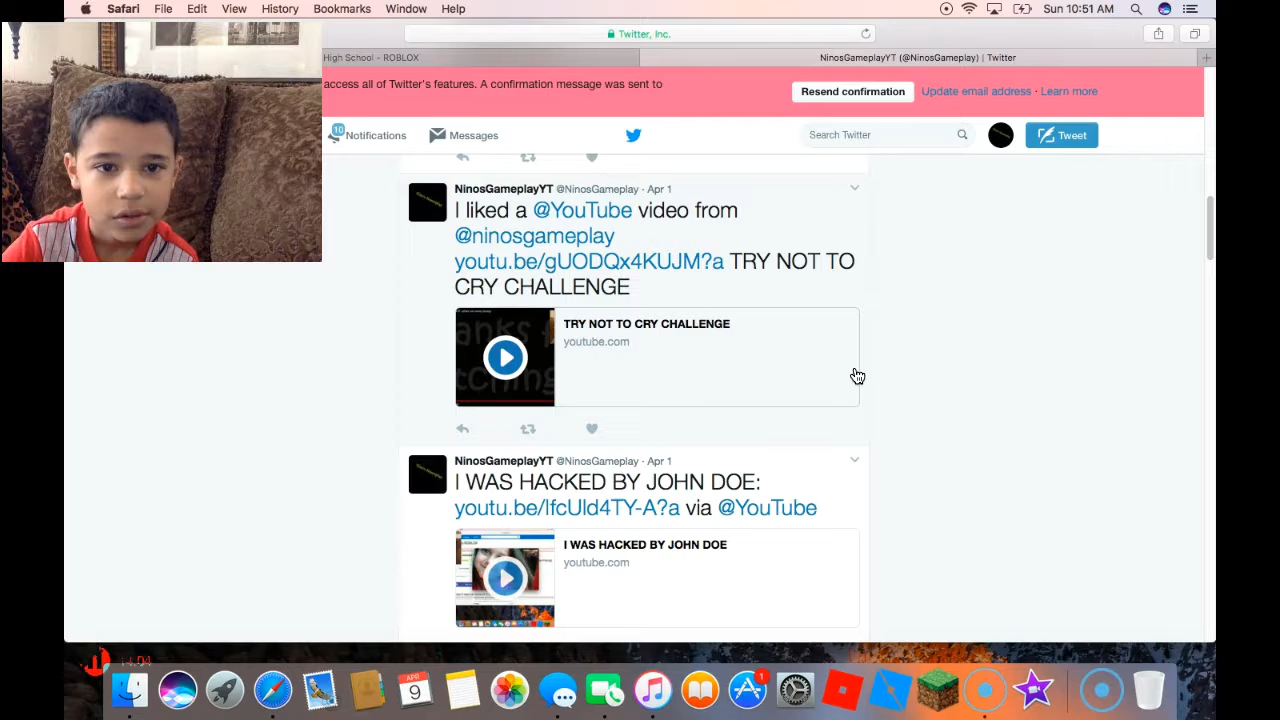 Safari File Edit View History Bookmarks Window Help Sun 10:51 AM
Twitter, Inc.
High School - ROBLOX NinosGameplayYT (@NinosGameplay) | Twitter
access all of Twitter's features. A confirmation message was sent to Resend confirmation Update email address · Learn more
10 Notifications Messages Search Twitter Tweet
NinosGameplayYT @NinosGameplay · Apr 1
I liked a @YouTube video from
@ninosgameplay
youtu.be/gUODQx4KUJM?a TRY NOT TO
CRY CHALLENGE
TRY NOT TO CRY CHALLENGE
youtube.com
NinosGameplayYT @NinosGameplay · Apr 1
I WAS HACKED BY JOHN DOE:
youtu.be/lfcUld4TY-A?a via @YouTube
I WAS HACKED BY JOHN DOE
youtube.com
APR
9
1